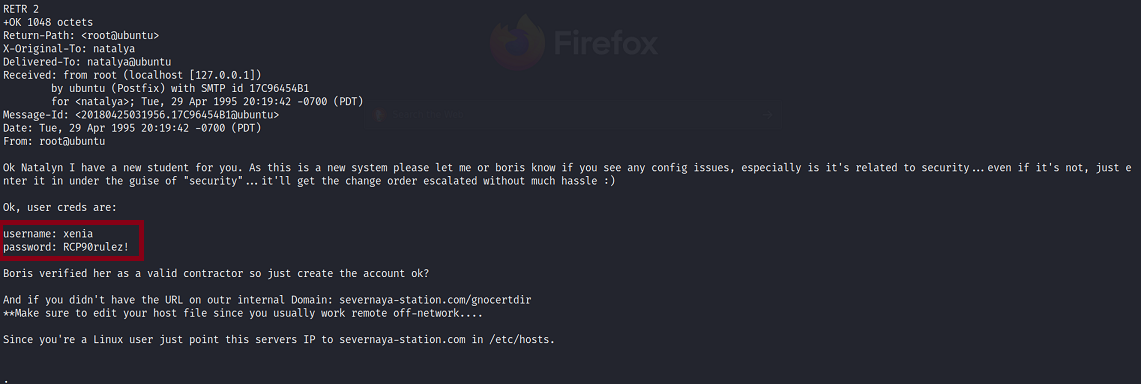 RETR 2
+OK 1048 octets
Return-Path: <root@ubuntu>
X-Original-To: natalya
Delivered-To: natalya@ubuntu
Received: from root (localhost [127.0.0.1])
        by ubuntu (Postfix) with SMTP id 17C96454B1
        for <natalya>; Tue, 29 Apr 1995 20:19:42 -0700 (PDT)
Message-Id: <20180425031956.17C96454B1@ubuntu>
Date: Tue, 29 Apr 1995 20:19:42 -0700 (PDT)
From: root@ubuntu
Firefox
Ok Natalyn I have a new student for you. As this is a new system please let me or boris know if you see any config issues, especially is it's related to security...even if it's not, just e
nter it in under the guise of "security"...it'll get the change order escalated without much hassle :)
Ok, user creds are:
username: xenia
password: RCP90rulez!
Boris verified her as a valid contractor so just create the account ok?
And if you didn't have the URL on outr internal Domain: severnaya-station.com/gnocertdir
**Make sure to edit your host file since you usually work remote off-network....
Since you're a Linux user just point this servers IP to severnaya-station.com in /etc/hosts.
.